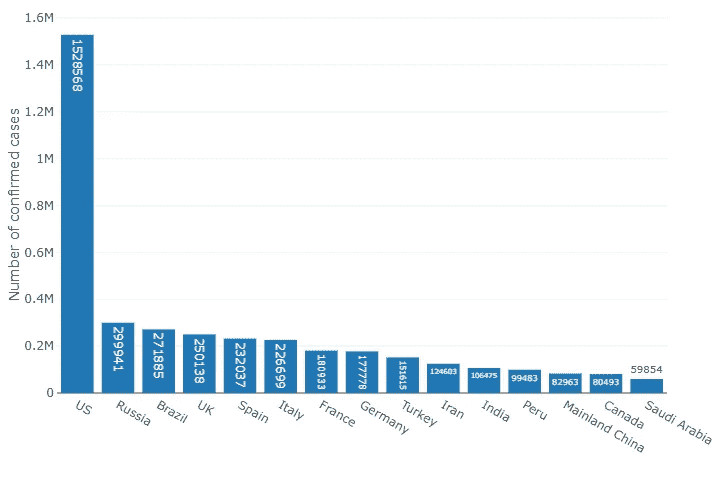 Number of confirmed cases
1.6M
1.4M
1.2M
1M
0.8M
0.6M
0.4M
0.2M
0
1528568
299941
271885
250138
232037
226699
180933
177778
151615
124603
106475
99483
82963
80493
59854
US
Russia
Brazil
UK
Spain
Italy
France
Germany
Turkey
Iran
India
Peru
Mainland China
Canada
Saudi Arabia